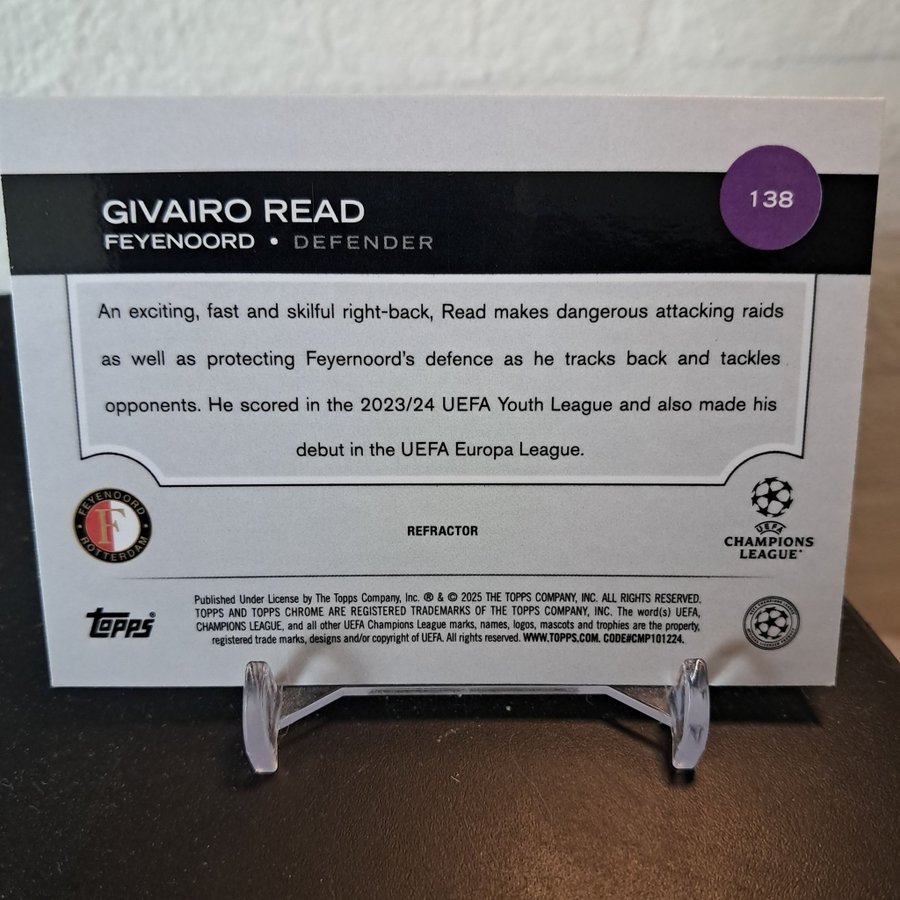 GIVAIRO READ
FEYENOORD • DEFENDER
138
An exciting, fast and skilful right-back, Read makes dangerous attacking raids
as well as protecting Feyernoord's defence as he tracks back and tackles
opponents. He scored in the 2023/24 UEFA Youth League and also made his
debut in the UEFA Europa League.
FEYENOORD
F
ROTTERDAM
REFRACTOR
UEFA
CHAMPIONS
LEAGUE
Published Under License by The Topps Company, Inc. ® & © 2025 THE TOPPS COMPANY, INC. ALL RIGHTS RESERVED.
TOPPS AND TOPPS CHROME ARE REGISTERED TRADEMARKS OF THE TOPPS COMPANY, INC. The word(s) UEFA,
CHAMPIONS LEAGUE, and all other UEFA Champions League marks, names, logos, mascots and trophies are the property,
registered trade marks, designs and/or copyright of UEFA. All rights reserved. WWW.TOPPS.COM. CODE#CMP101224.
Topps®